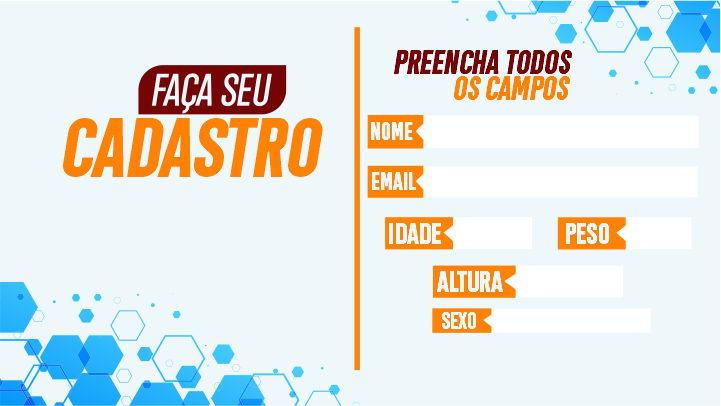 FAÇA SEU
CADASTRO
PREENCHA TODOS
OS CAMPOS
NOME
EMAIL
IDADE
PESO
ALTURA
SEXO